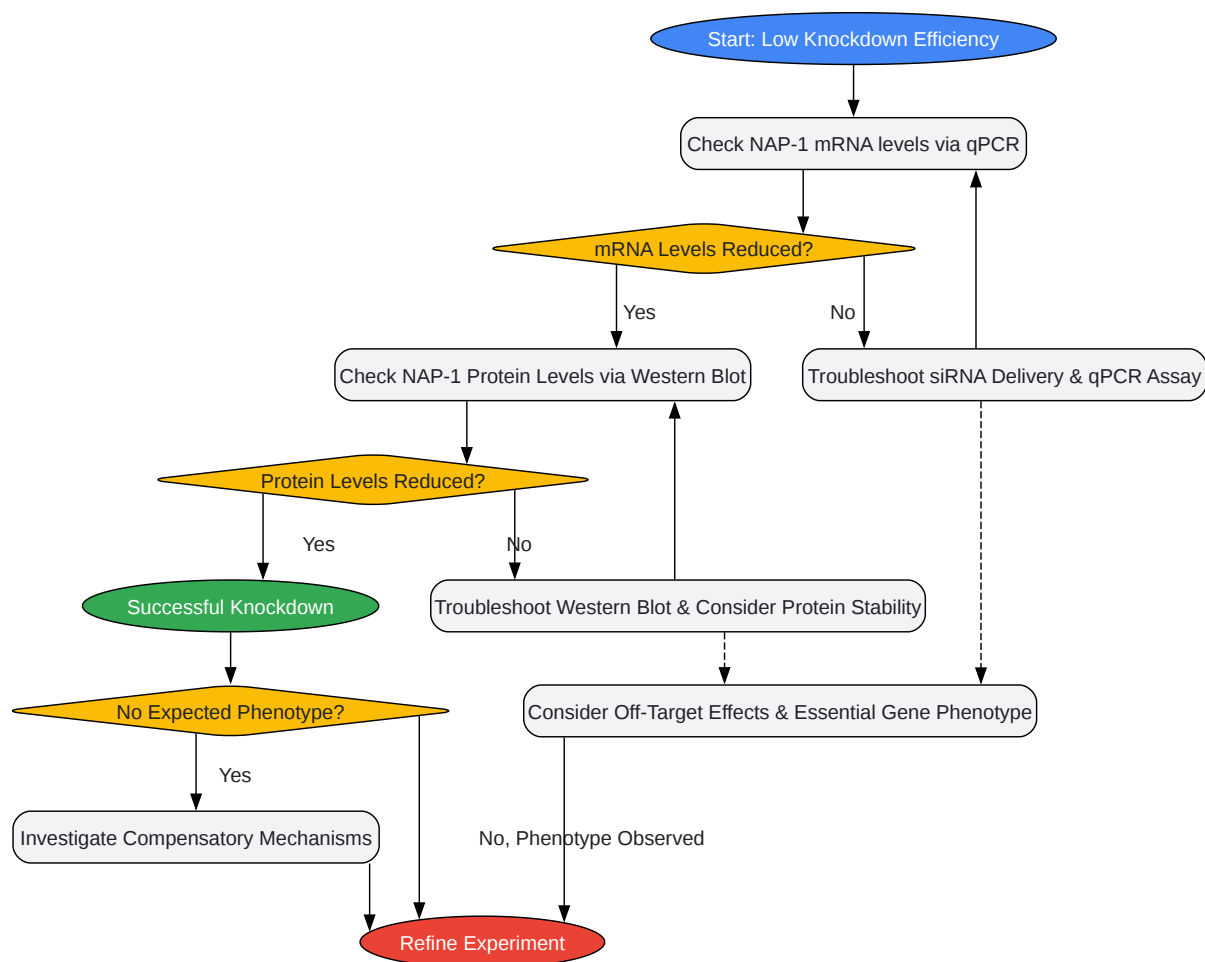 Start: Low Knockdown Efficiency
Check NAP-1 mRNA levels via qPCR
mRNA Levels Reduced?
Yes
No
Check NAP-1 Protein Levels via Western Blot
Troubleshoot siRNA Delivery & qPCR Assay
Protein Levels Reduced?
Yes
No
Successful Knockdown
Troubleshoot Western Blot & Consider Protein Stability
No Expected Phenotype?
Consider Off-Target Effects & Essential Gene Phenotype
Yes
Investigate Compensatory Mechanisms
No, Phenotype Observed
Refine Experiment